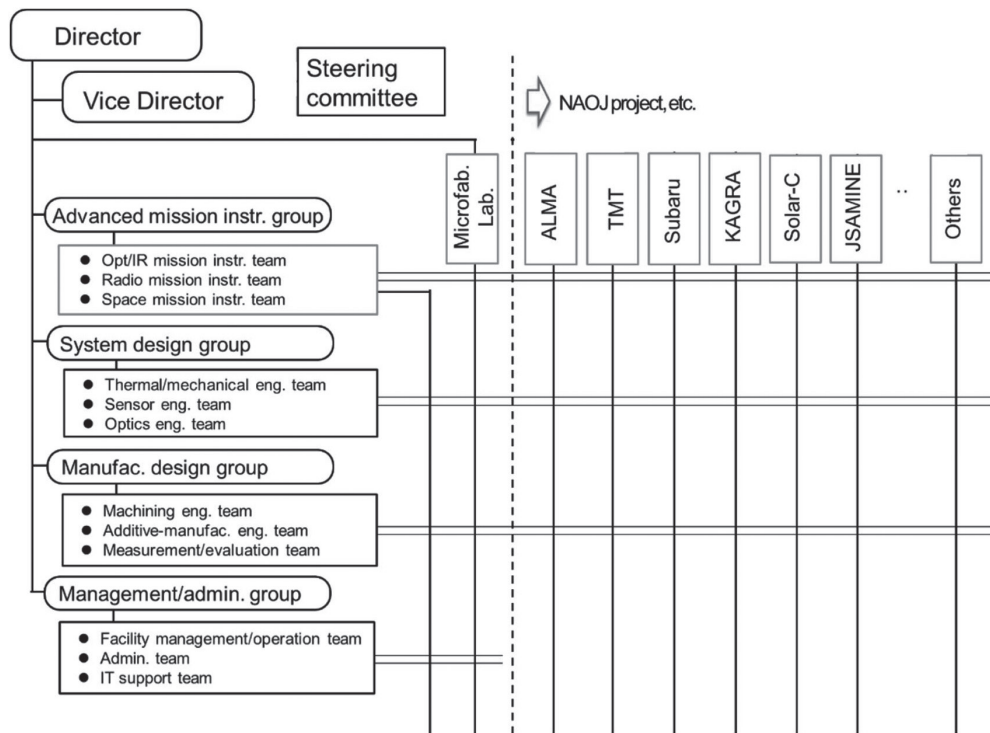 Director
Vice Director
Steering
committee
NAOJ project, etc.
Microfab.
Lab.
ALMA
TMT
Subaru
KAGRA
Solar-C
JSAMINE
:
Others
Advanced mission instr. group
● Opt/IR mission instr. team
● Radio mission instr. team
● Space mission instr. team
System design group
● Thermal/mechanical eng. team
● Sensor eng. team
● Optics eng. team
Manufac. design group
● Machining eng. team
● Additive-manufac. eng. team
● Measurement/evaluation team
Management/admin. group
● Facility management/operation team
● Admin. team
● IT support team